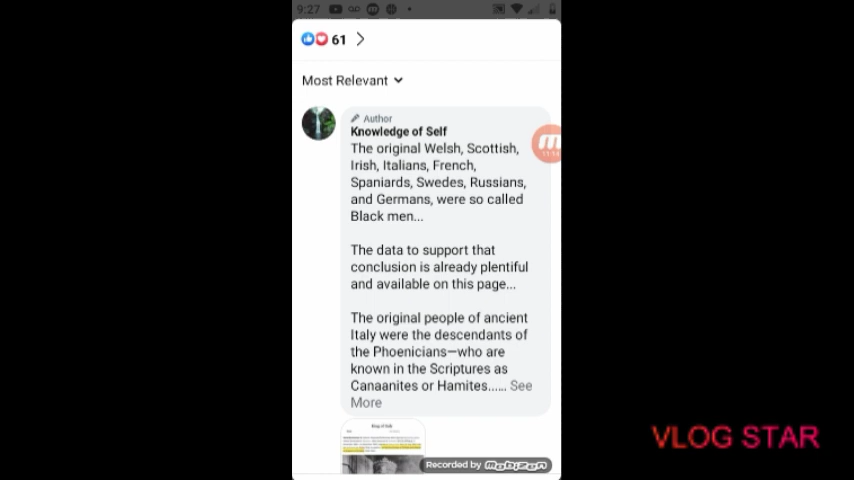 9:27
61
Most Relevant
Author
Knowledge of Self
The original Welsh, Scottish,
Irish, Italians, French,
Spaniards, Swedes, Russians,
and Germans, were so called
Black men...
The data to support that
conclusion is already plentiful
and available on this page...
The original people of ancient
Italy were the descendants of
the Phoenicians—who are
known in the Scriptures as
Canaanites or Hamites...... See
More
Recorded by mobizen
VLOG STAR